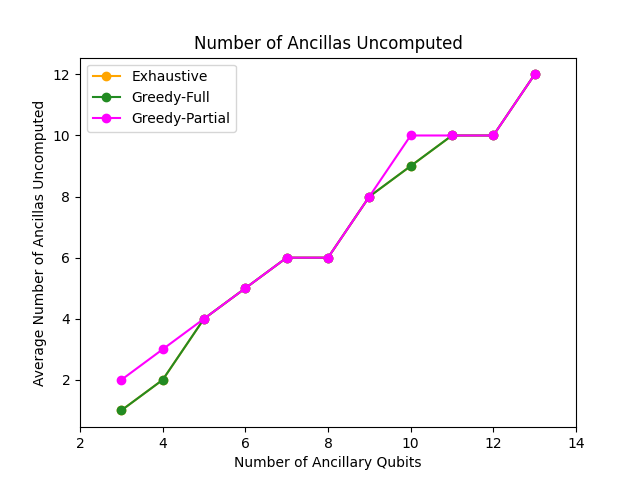 Number of Ancillas Uncomputed
Exhaustive
Greedy-Full
Greedy-Partial
Average Number of Ancillas Uncomputed
12
10
8
6
4
2
2 4 6 8 10 12 14
Number of Ancillary Qubits